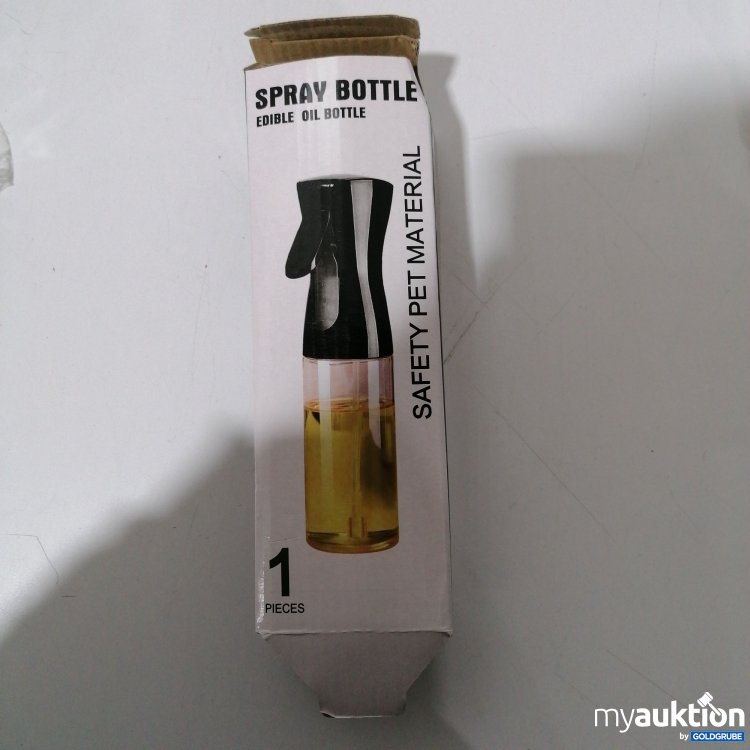 SPRAY BOTTLE
EDIBLE OIL BOTTLE
SAFETY PET MATERIAL
1
PIECES
myauktion
by GOLDGRUBE